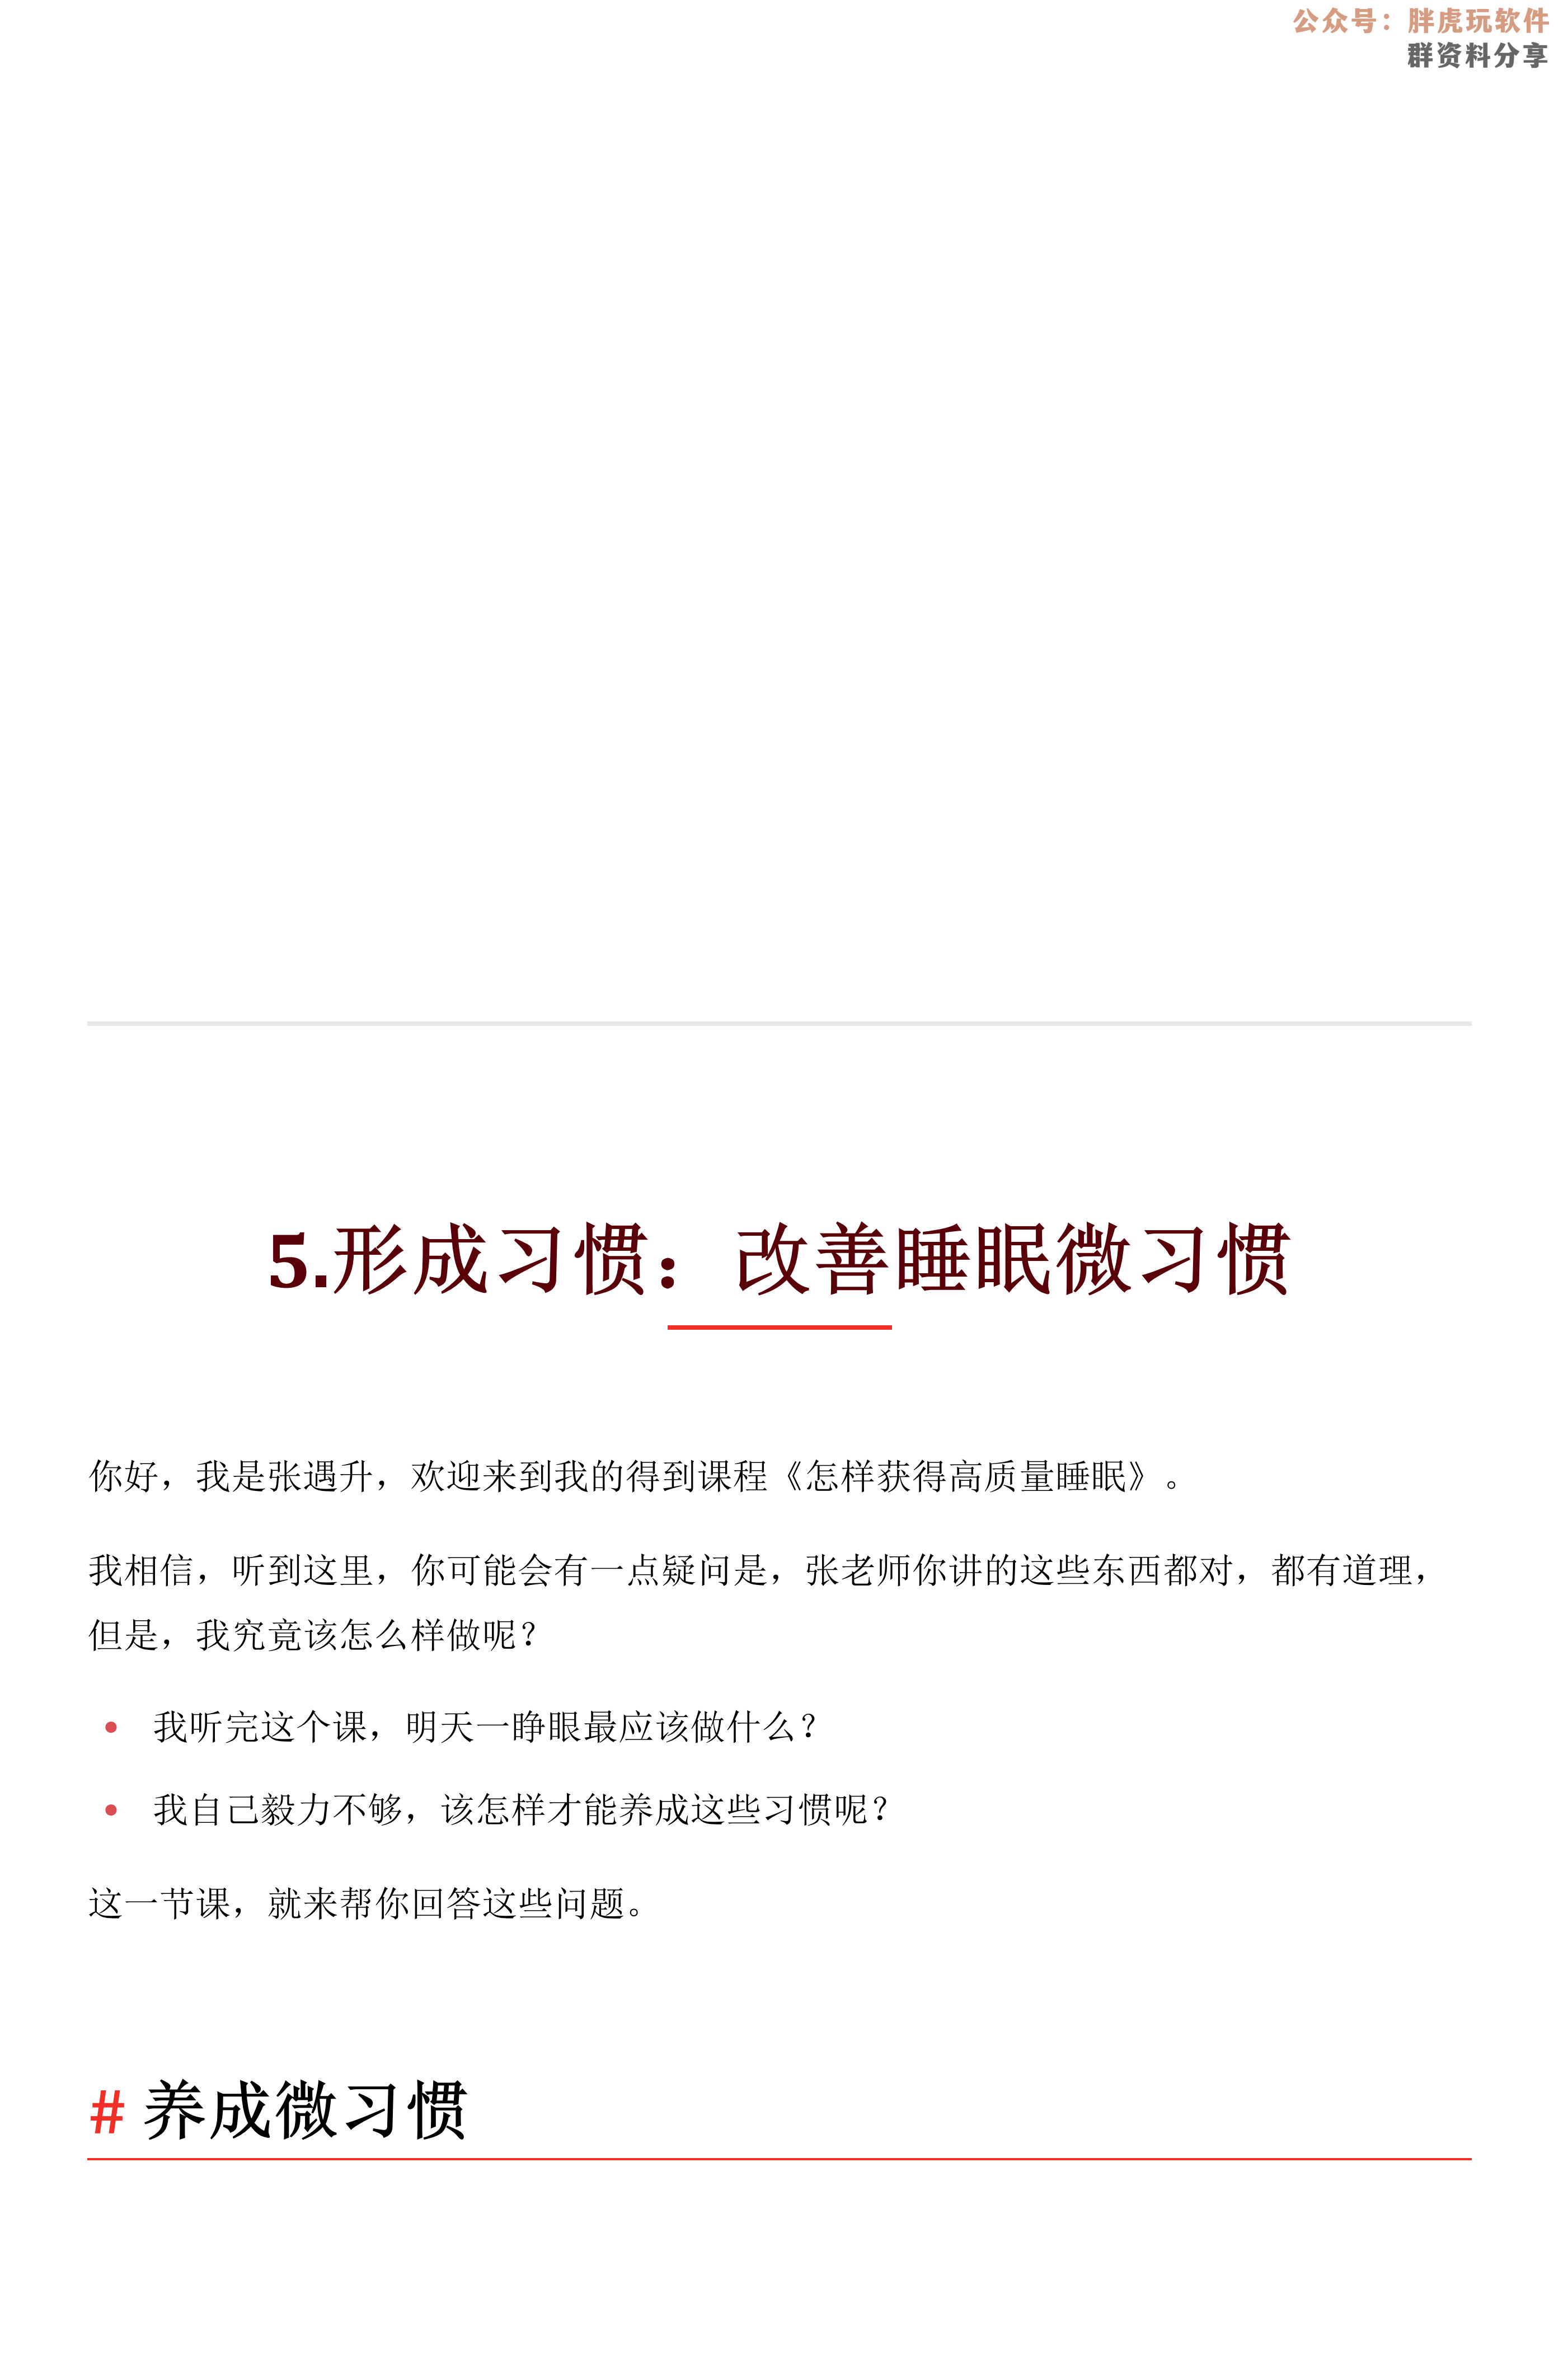 公众号：胖虎玩软件
群资料分享
5.形成习惯：改善睡眠微习惯
你好，我是张遇升，欢迎来到我的得到课程《怎样获得高质量睡眠》。
我相信，听到这里，你可能会有一点疑问是，张老师你讲的这些东西都对，都有道理，
但是，我究竟该怎么样做呢？
• 我听完这个课，明天一睁眼最应该做什么？
• 我自己毅力不够，该怎样才能养成这些习惯呢？
这一节课，就来帮你回答这些问题。
# 养成微习惯